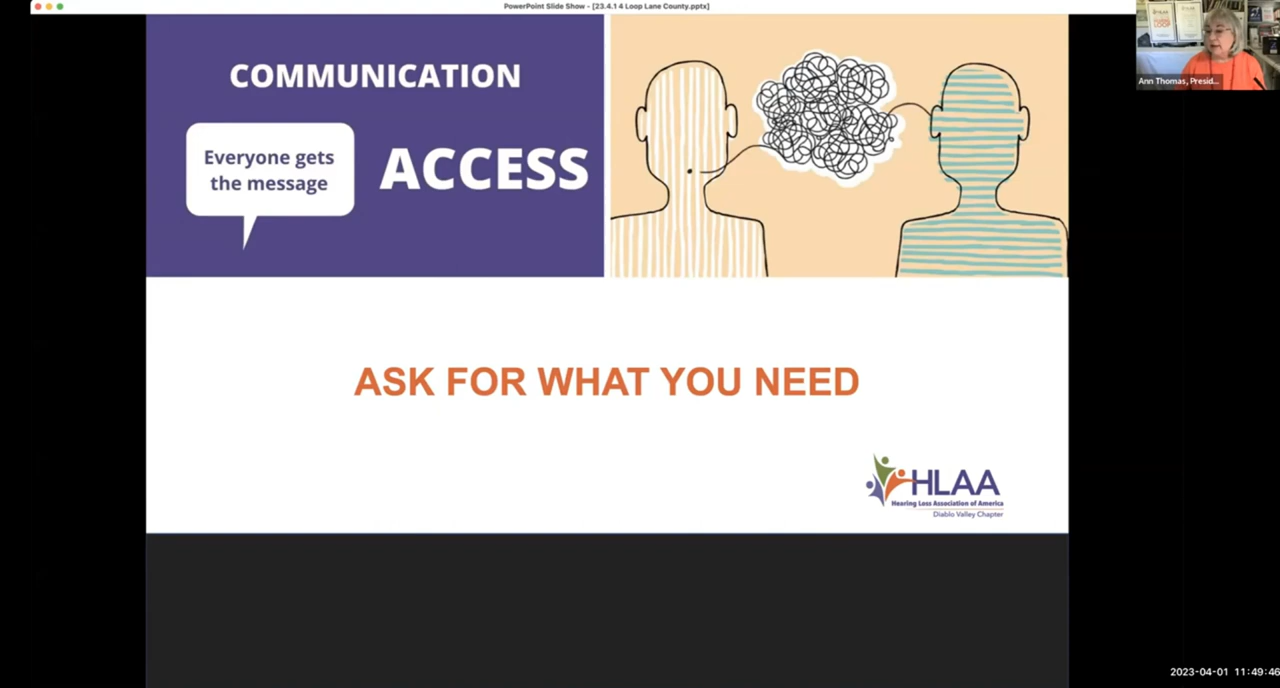 PowerPoint Slide Show - [23.4.1 4 Loop Lane County.pptx]
COMMUNICATION
Everyone gets
the message
ACCESS
Ann Thomas, Presid...
ASK FOR WHAT YOU NEED
HLAA
Hearing Loss Association of America
Diablo Valley Chapter
2023-04-01 11:49:46